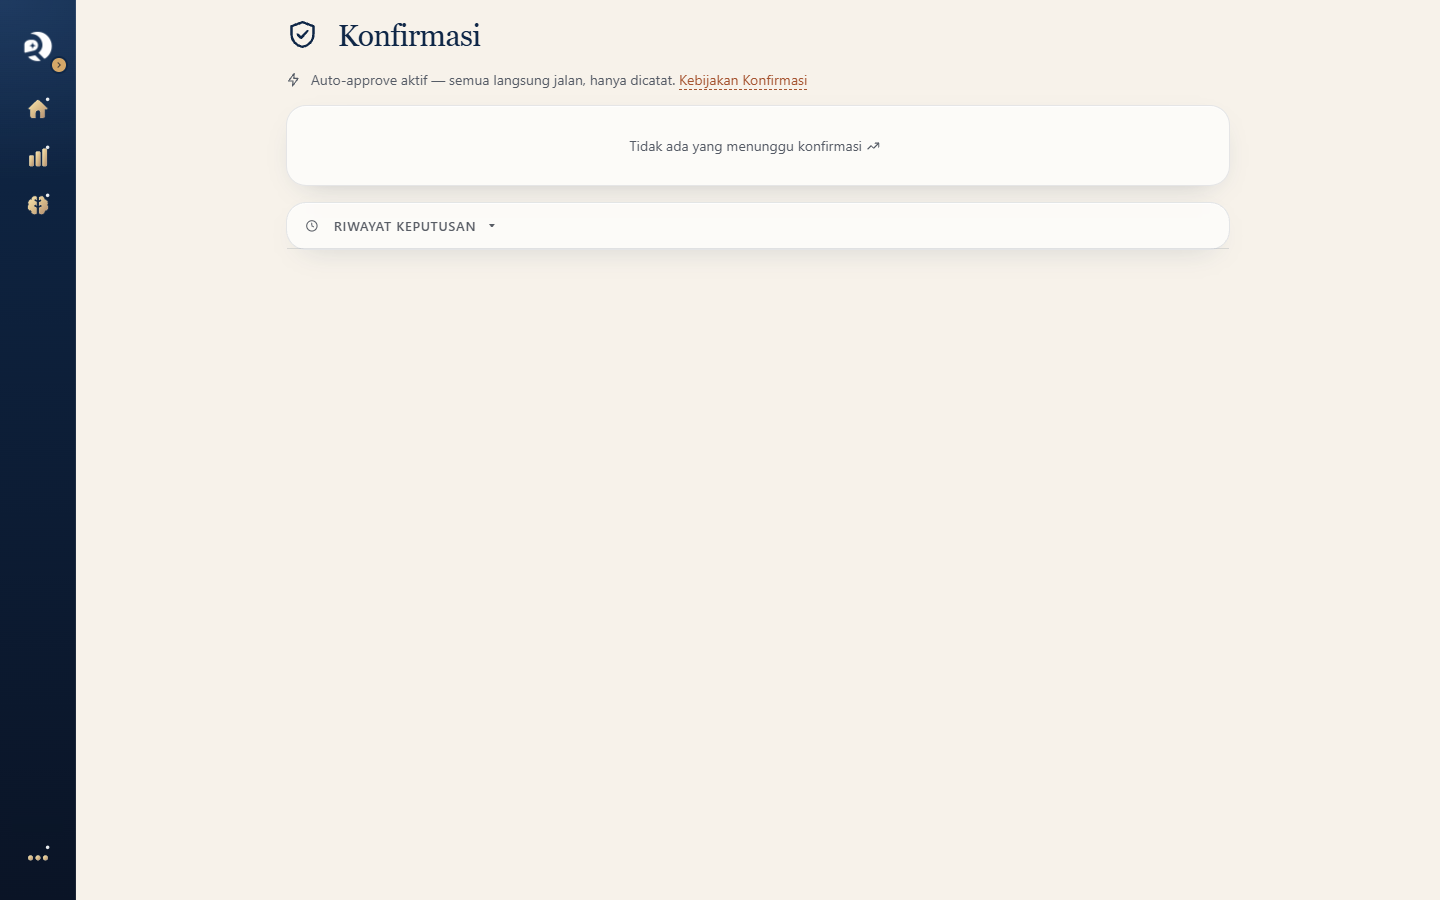 Konfirmasi
Auto-approve aktif — semua langsung jalan, hanya dicatat. Kebijakan Konfirmasi
Tidak ada yang menunggu konfirmasi
RIWAYAT KEPUTUSAN